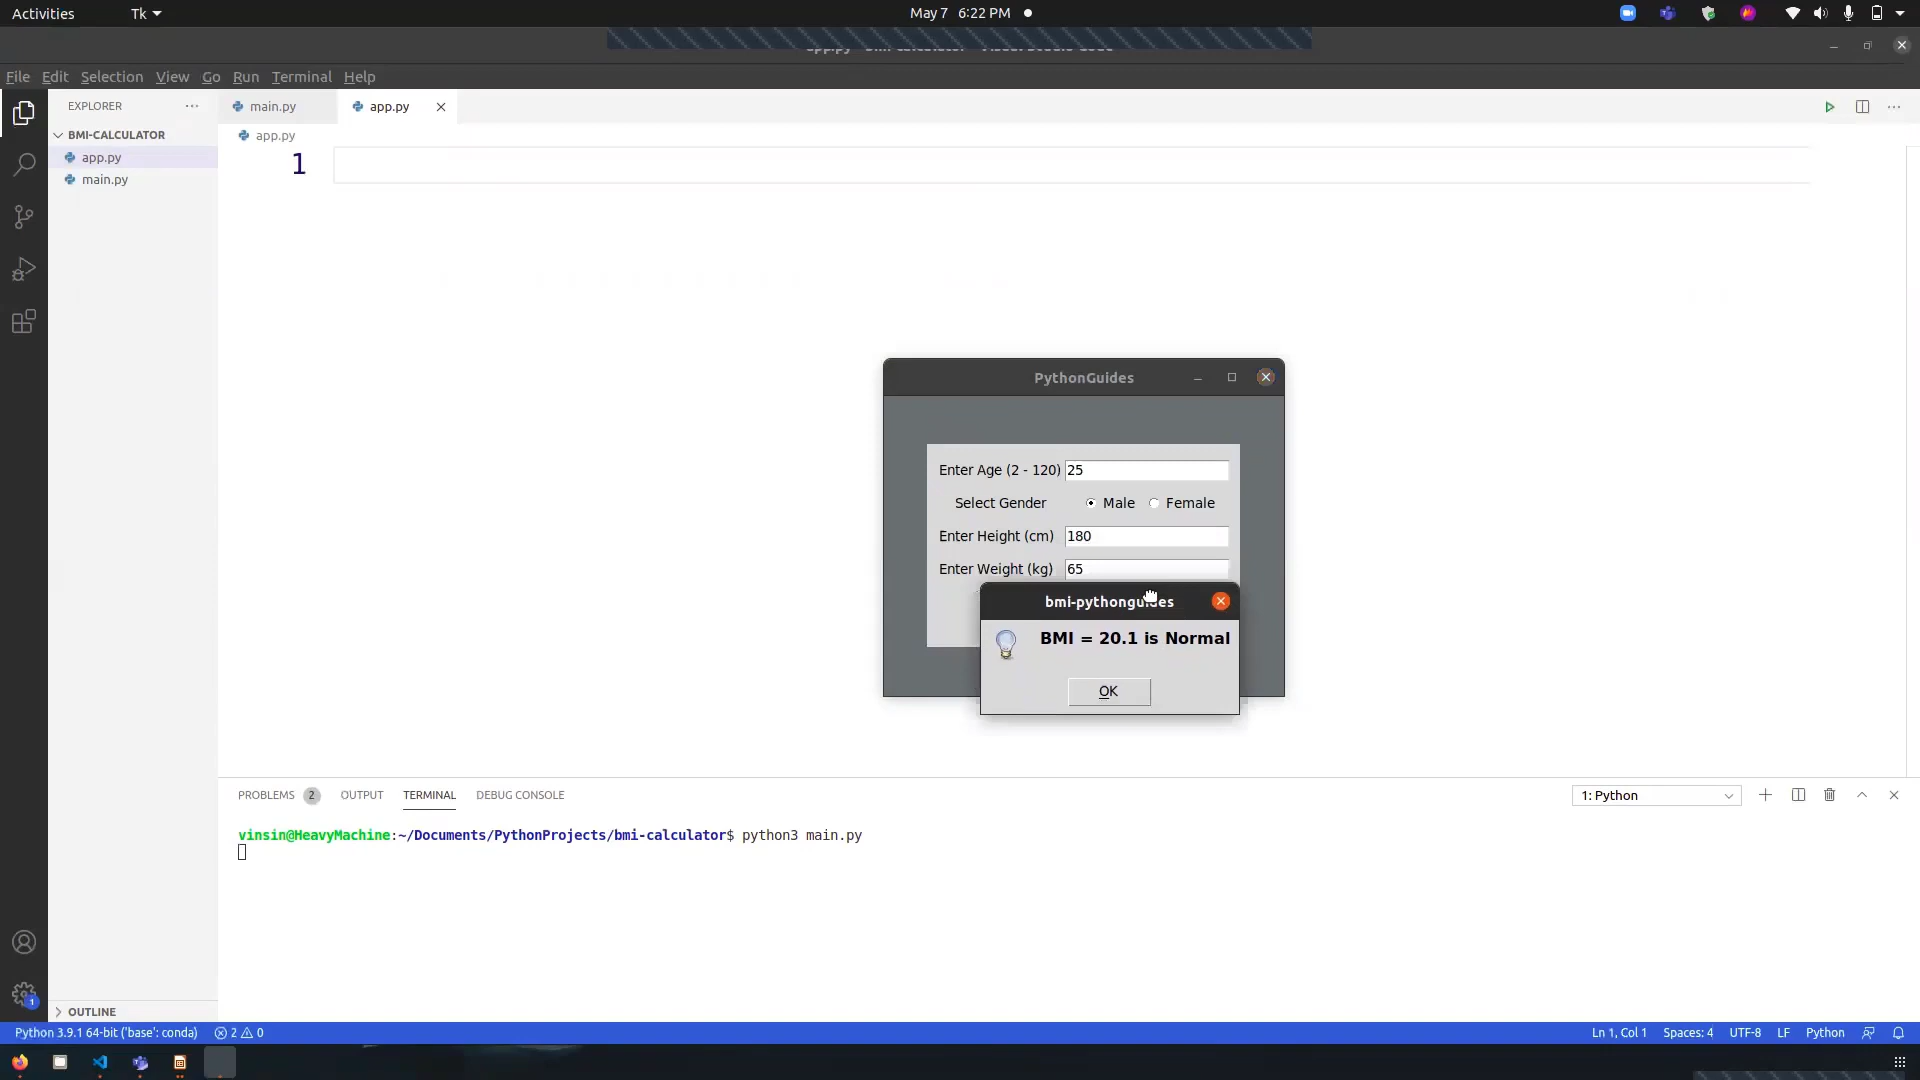 Activities
Tk
May 7 6:22 PM
File Edit Selection View Go Run Terminal Help
EXPLORER
main.py
app.py
BMI-CALCULATOR
app.py
app.py
main.py
1
PythonGuides
Enter Age (2 - 120) 25
Select Gender Male Female
Enter Height (cm) 180
Enter Weight (kg) 65
bmi-pythonguides
BMI = 20.1 is Normal
OK
PROBLEMS 2 OUTPUT TERMINAL DEBUG CONSOLE
1: Python
vinsin@HeavyMachine:~/Documents/PythonProjects/bmi-calculator$ python3 main.py
1
OUTLINE
Python 3.9.1 64-bit ('base': conda) 2 0
Ln 1, Col 1 Spaces: 4 UTF-8 LF Python